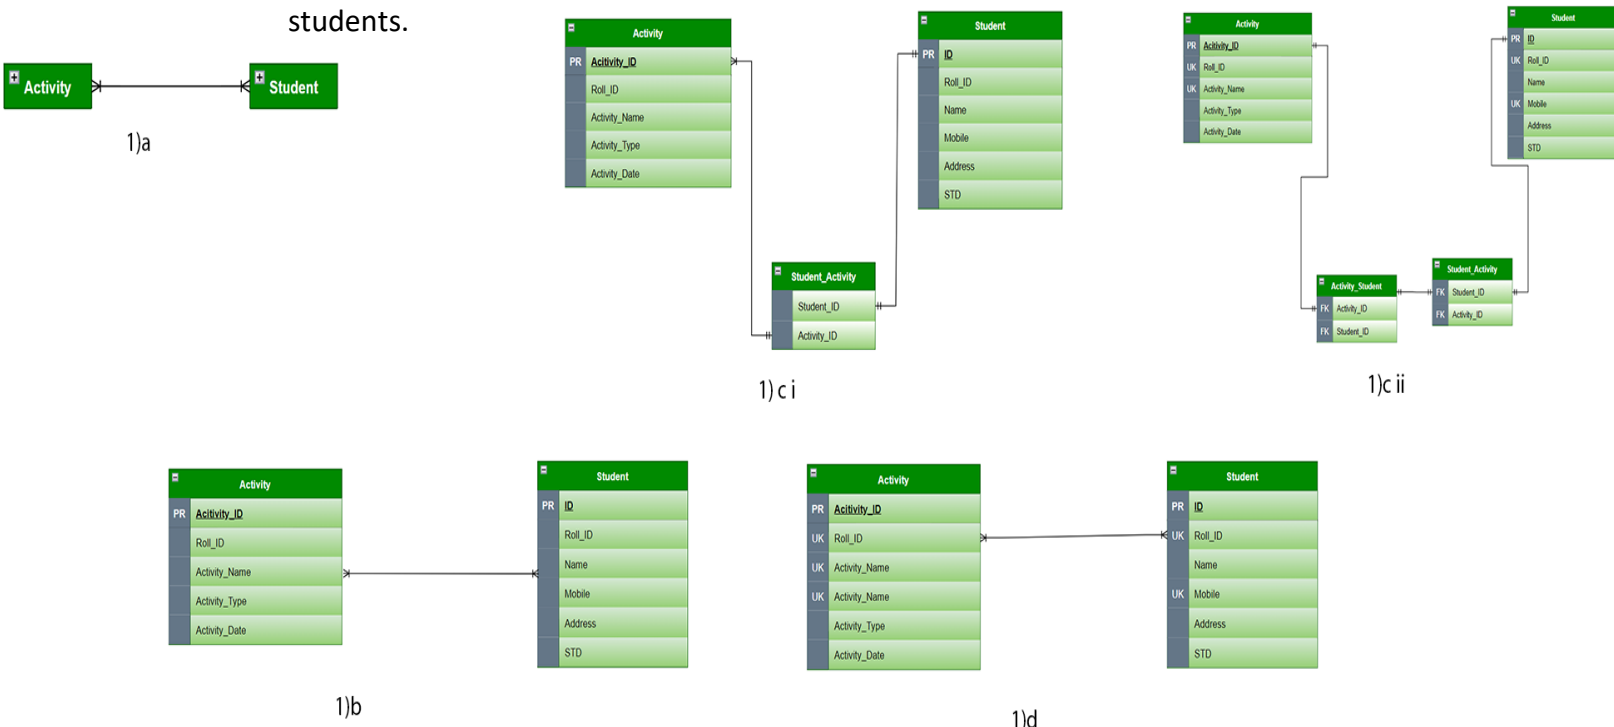 students.
Activity
Student
1)a
Activity
PR Acitivity_ID
Roll_ID
Activity_Name
Activity_Type
Activity_Date
Student
PR ID
Roll_ID
Name
Mobile
Address
STD
Student_Activity
Student_ID
Activity_ID
1) c i
Activity
PR Acitivity_ID
UK Roll_ID
UK Activity_Name
Activity_Type
Activity_Date
Student
PR ID
UK Roll_ID
Name
UK Mobile
Address
STD
Activity_Student
FK Activity_ID
FK Student_ID
Student_Activity
FK Student_ID
FK Activity_ID
1)c ii
Activity
PR Acitivity_ID
Roll_ID
Activity_Name
Activity_Type
Activity_Date
Student
PR ID
Roll_ID
Name
Mobile
Address
STD
1)b
Activity
PR Acitivity_ID
UK Roll_ID
UK Activity_Name
UK Activity_Name
Activity_Type
Activity_Date
Student
PR ID
UK Roll_ID
Name
UK Mobile
Address
STD
1)d